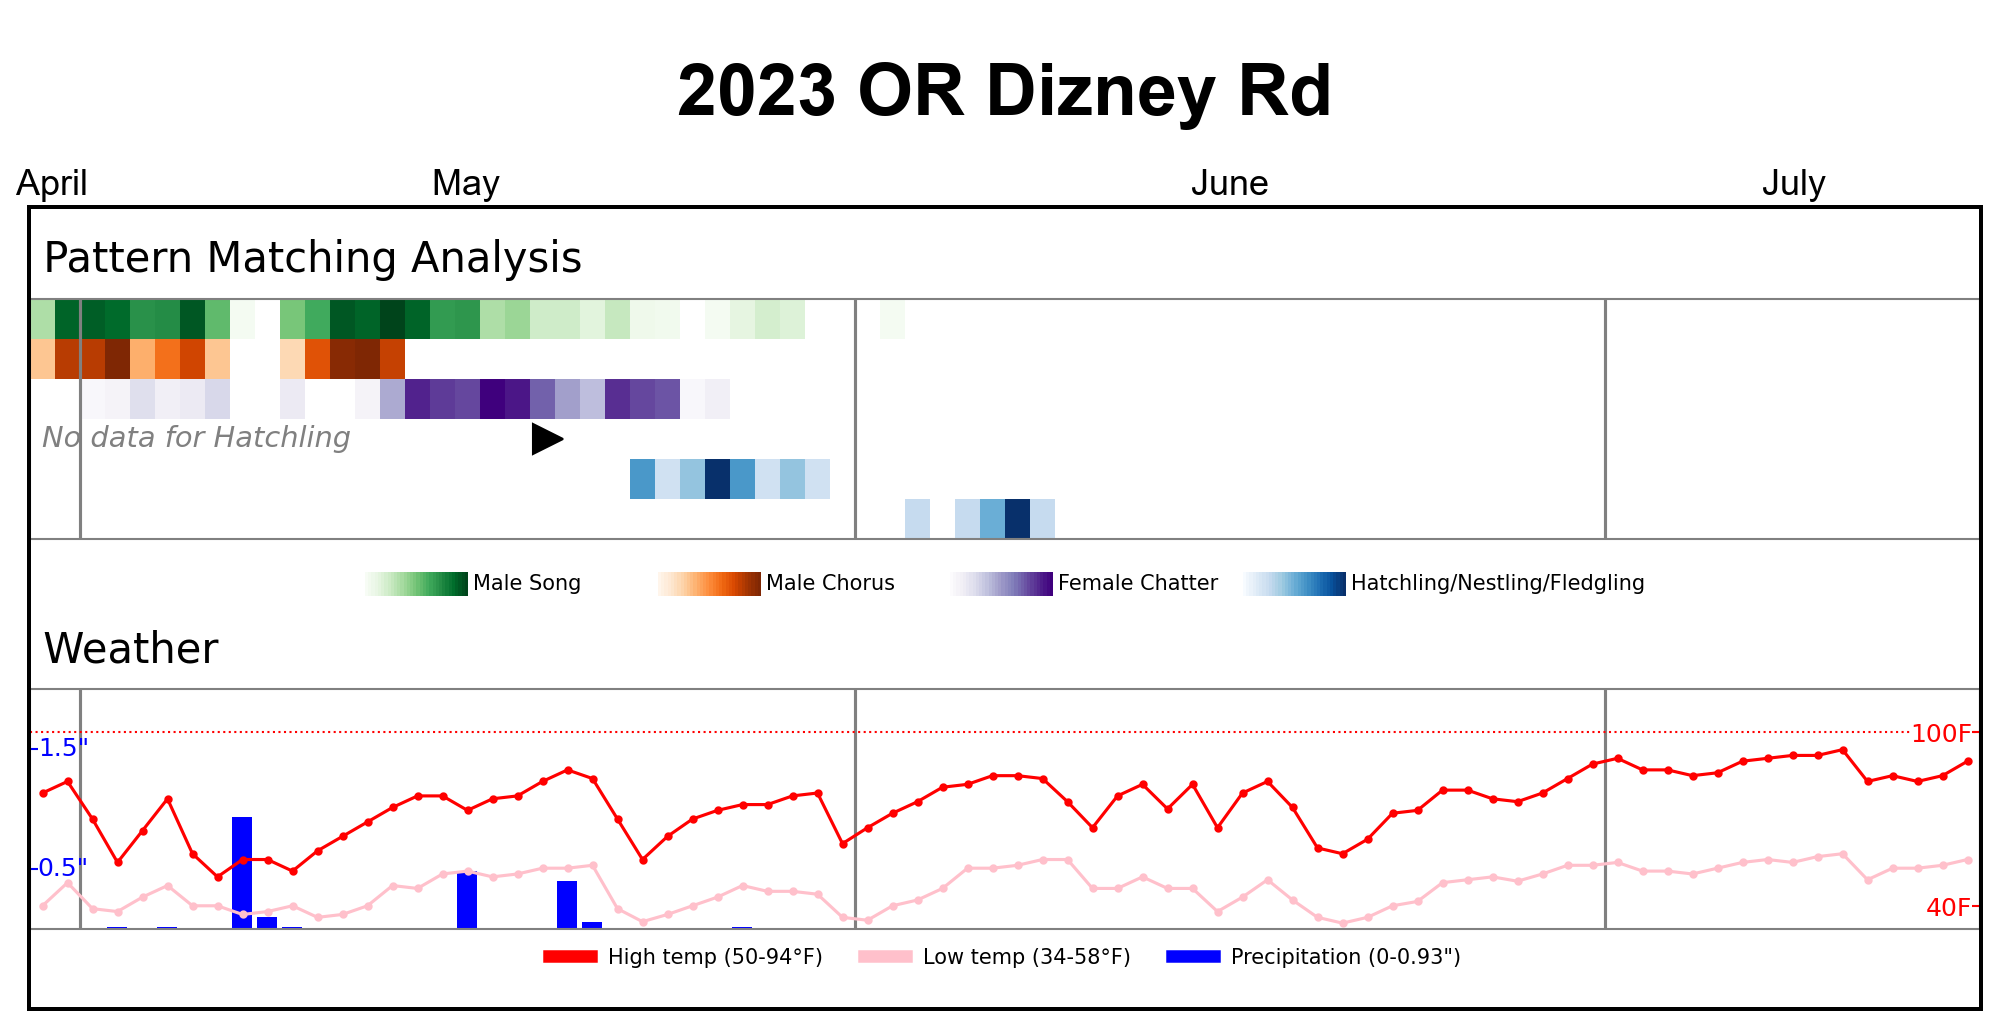 2023 OR Dizney Rd
April May June July
Pattern Matching Analysis
No data for Hatchling
Male Song Male Chorus Female Chatter Hatchling/Nestling/Fledgling
Weather
100F
1.5"
0.5"
40F
High temp (50-94°F) Low temp (34-58°F) Precipitation (0-0.93")